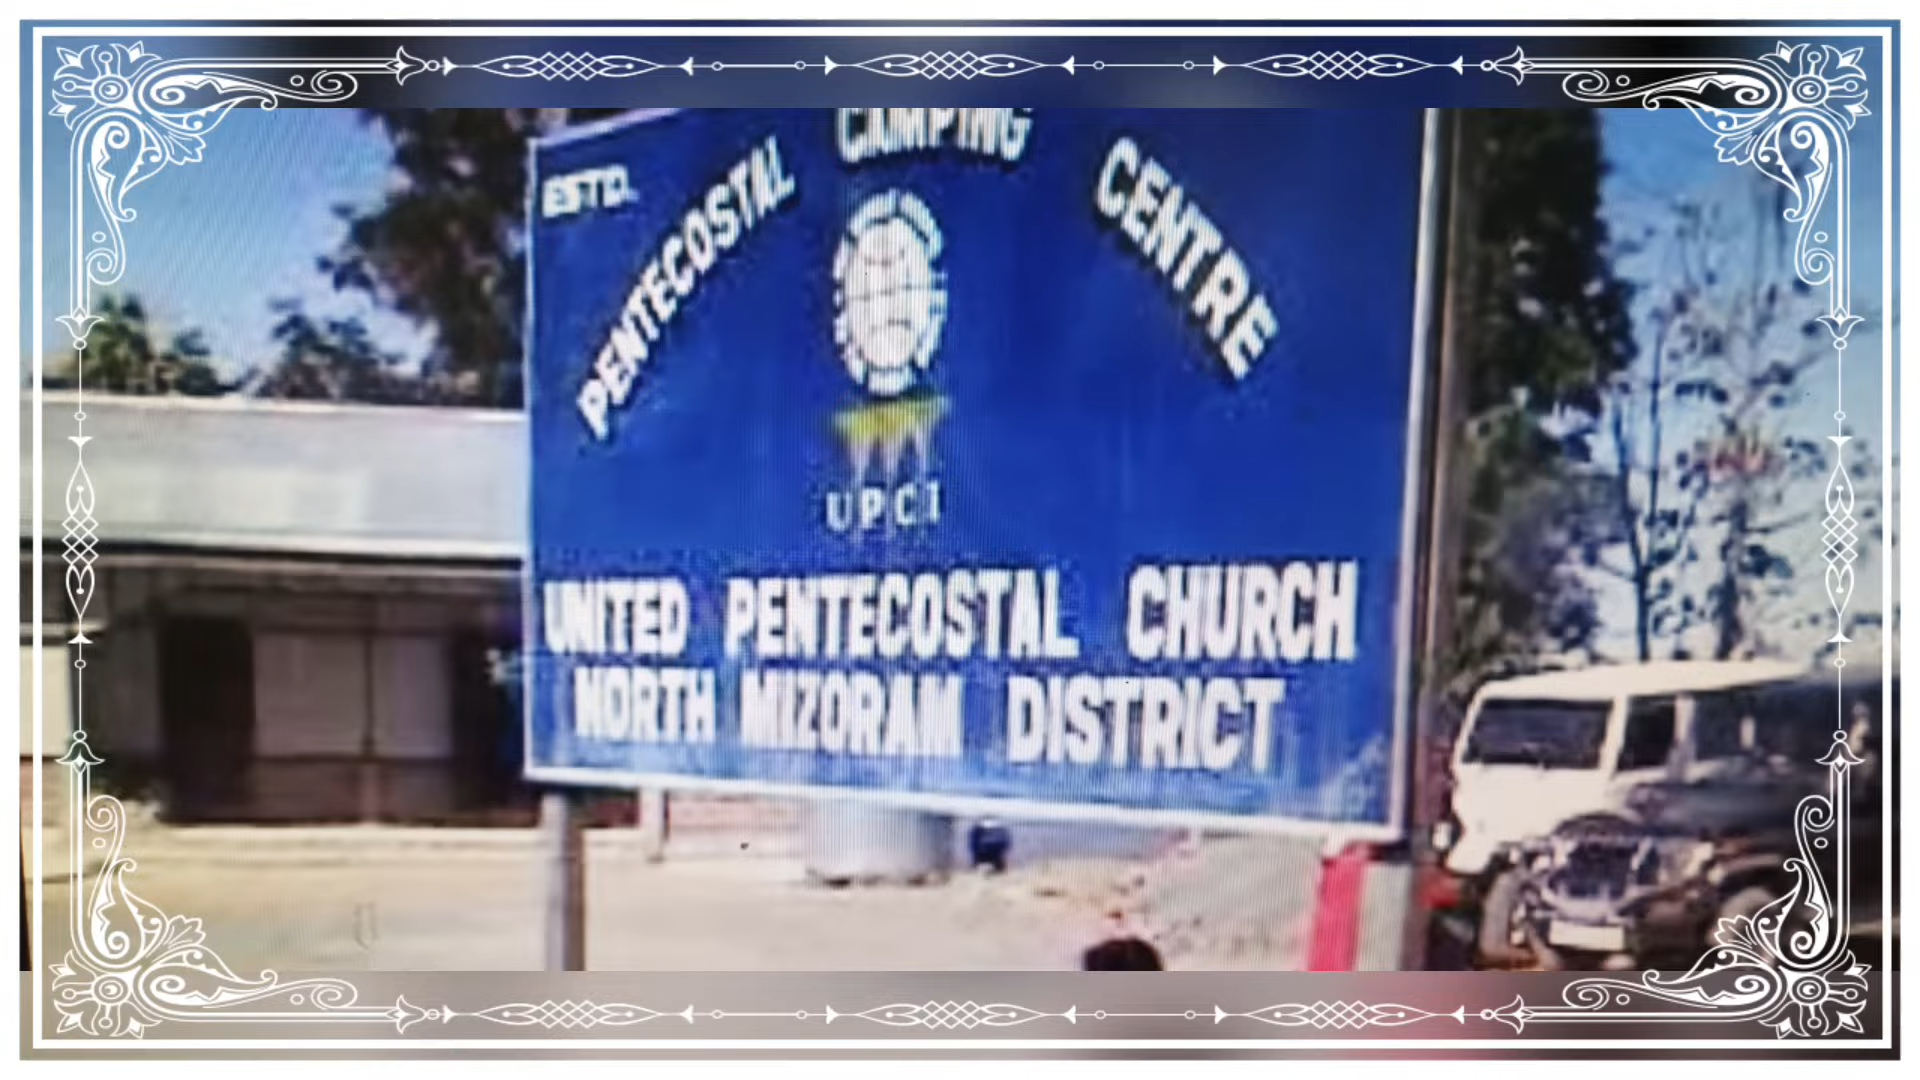 ESTD.
PENTECOSTAL CAMPING CENTRE
UPCI
UNITED PENTECOSTAL CHURCH
NORTH MIZORAM DISTRICT